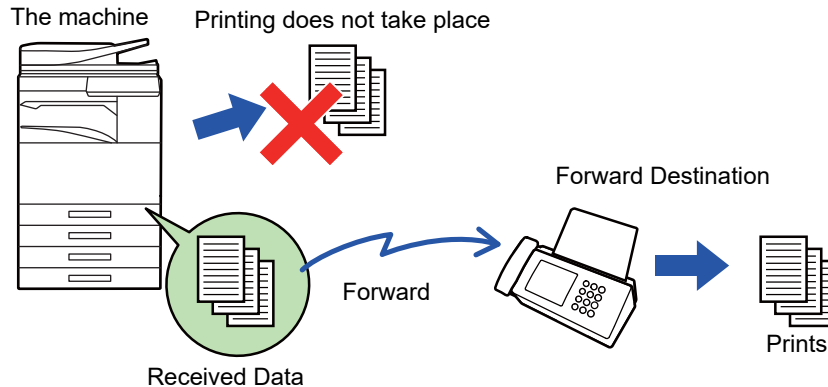 The machine
Printing does not take place
Forward Destination
Forward
Prints
Received Data